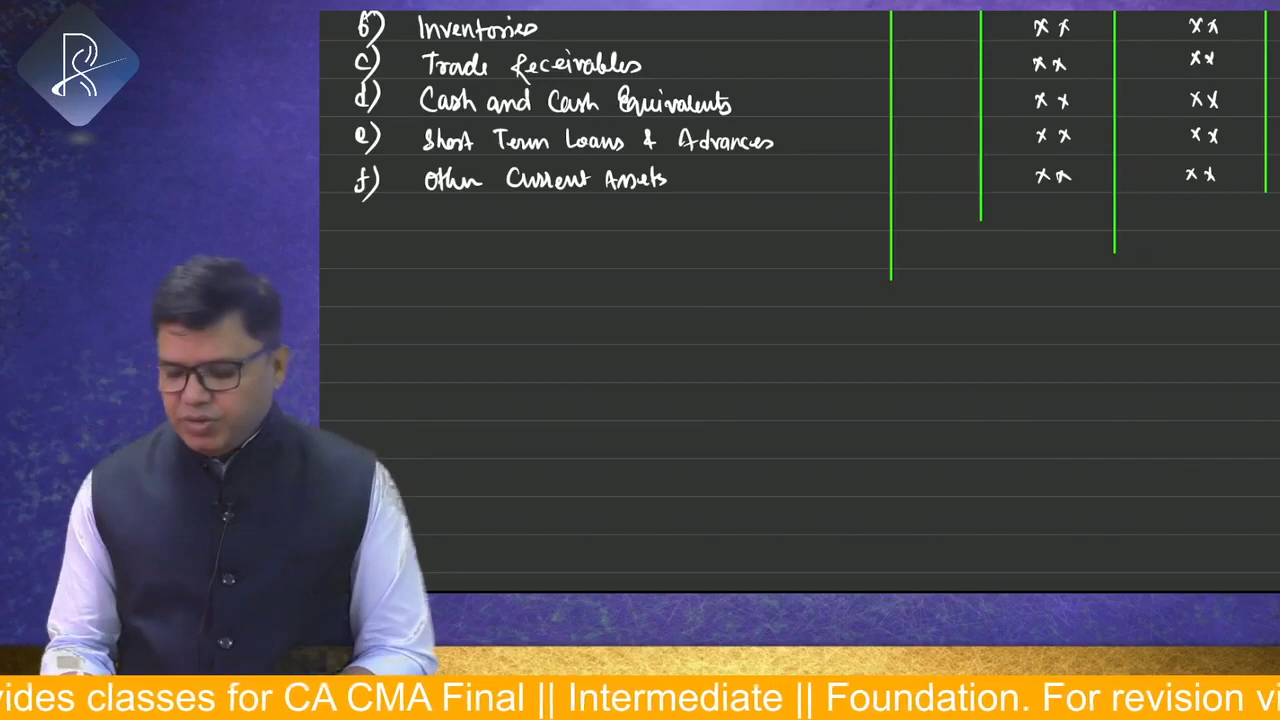 b) Inventories xx xx
c) Trade Receivables xx xx
d) Cash and Cash Equivalents xx xx
e) Short Term Loans & Advances xx xx
f) Other Current Assets xx xx
RS
vides classes for CA CMA Final || Intermediate || Foundation. For revision vi